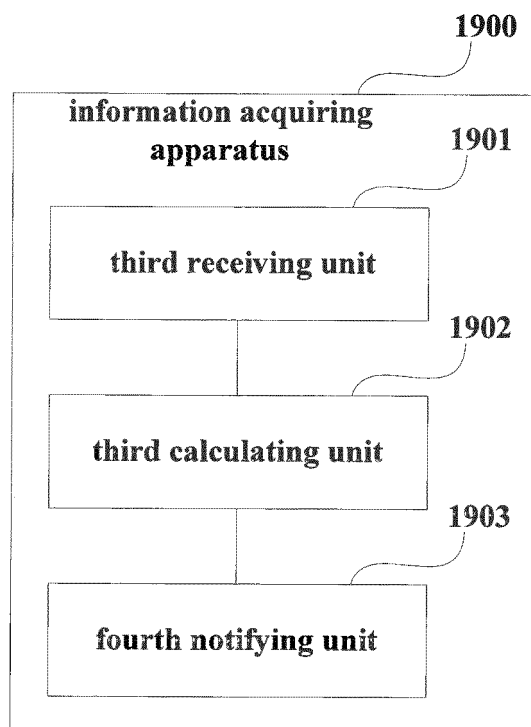 1900
information acquiring
apparatus
1901
third receiving unit
1902
third calculating unit
1903
fourth notifying unit